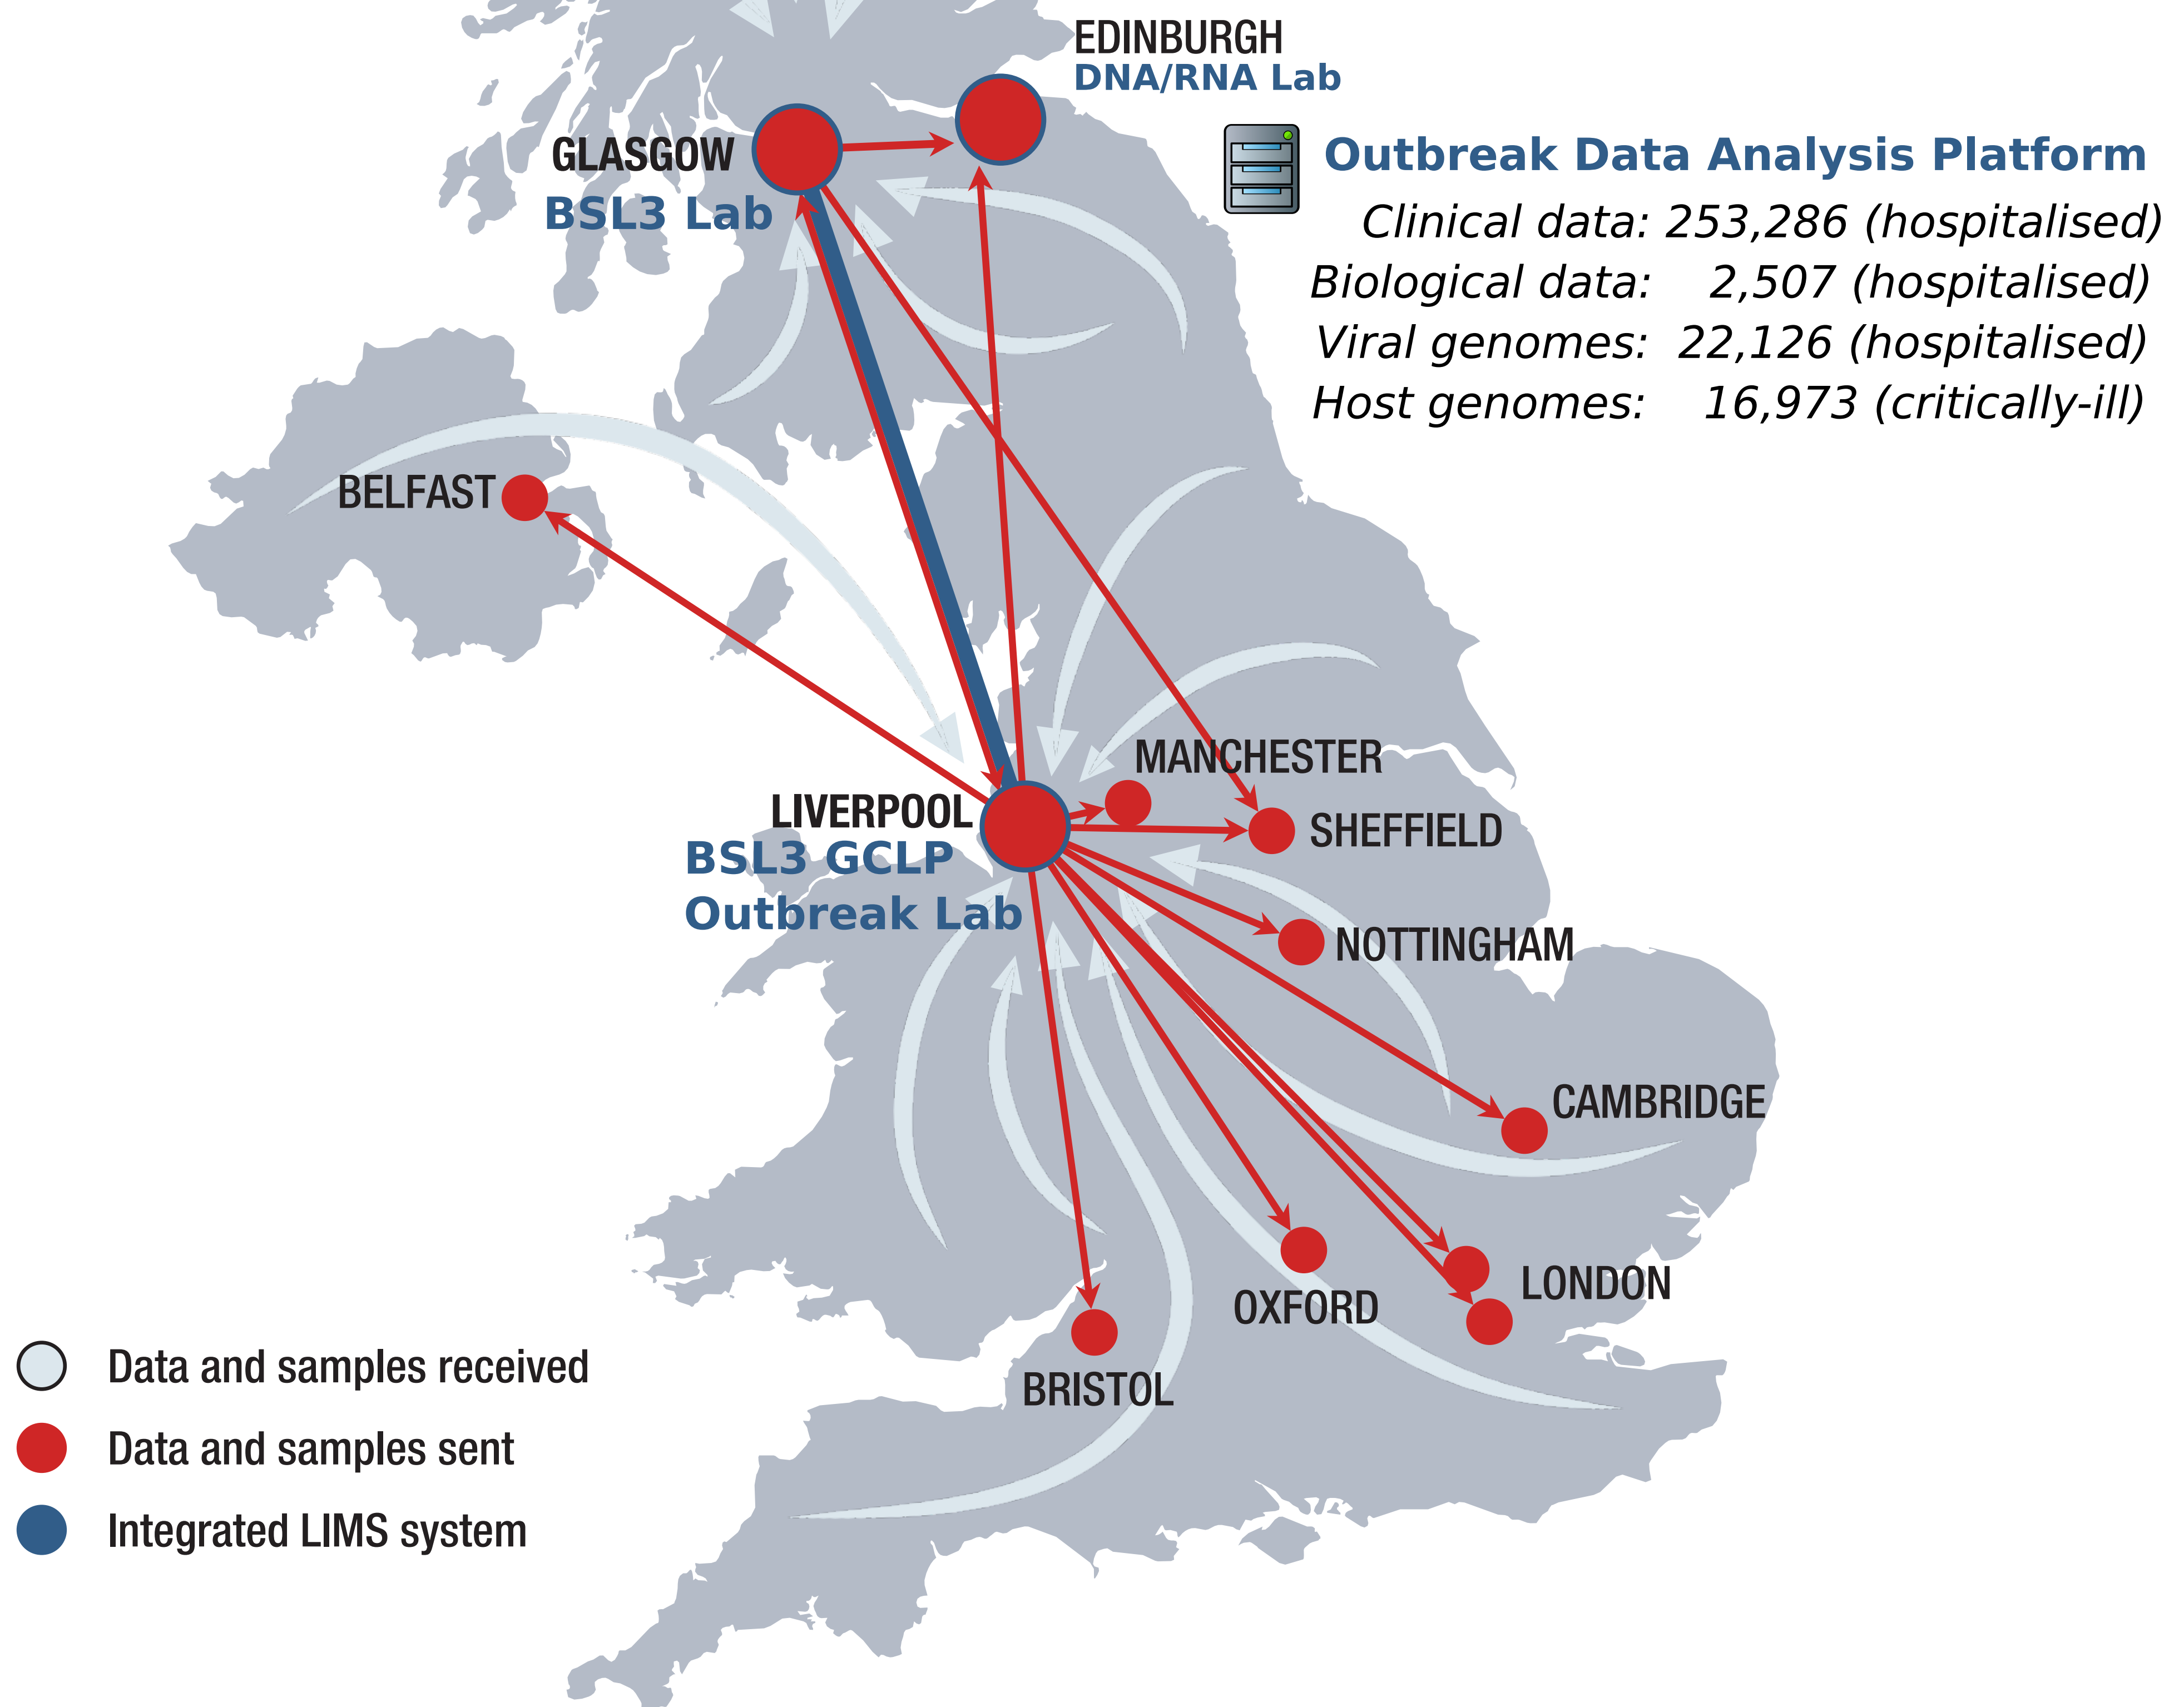 EDINBURGH
DNA/RNA Lab
GLASGOW
BSL3 Lab
Outbreak Data Analysis Platform
Clinical data: 253,286 (hospitalised)
Biological data: 2,507 (hospitalised)
Viral genomes: 22,126 (hospitalised)
Host genomes: 16,973 (critically-ill)
BELFAST
MANCHESTER
LIVERPOOL
BSL3 GCLP
Outbreak Lab
SHEFFIELD
NOTTINGHAM
CAMBRIDGE
LONDON
OXFORD
BRISTOL
Data and samples received
Data and samples sent
Integrated LIMS system